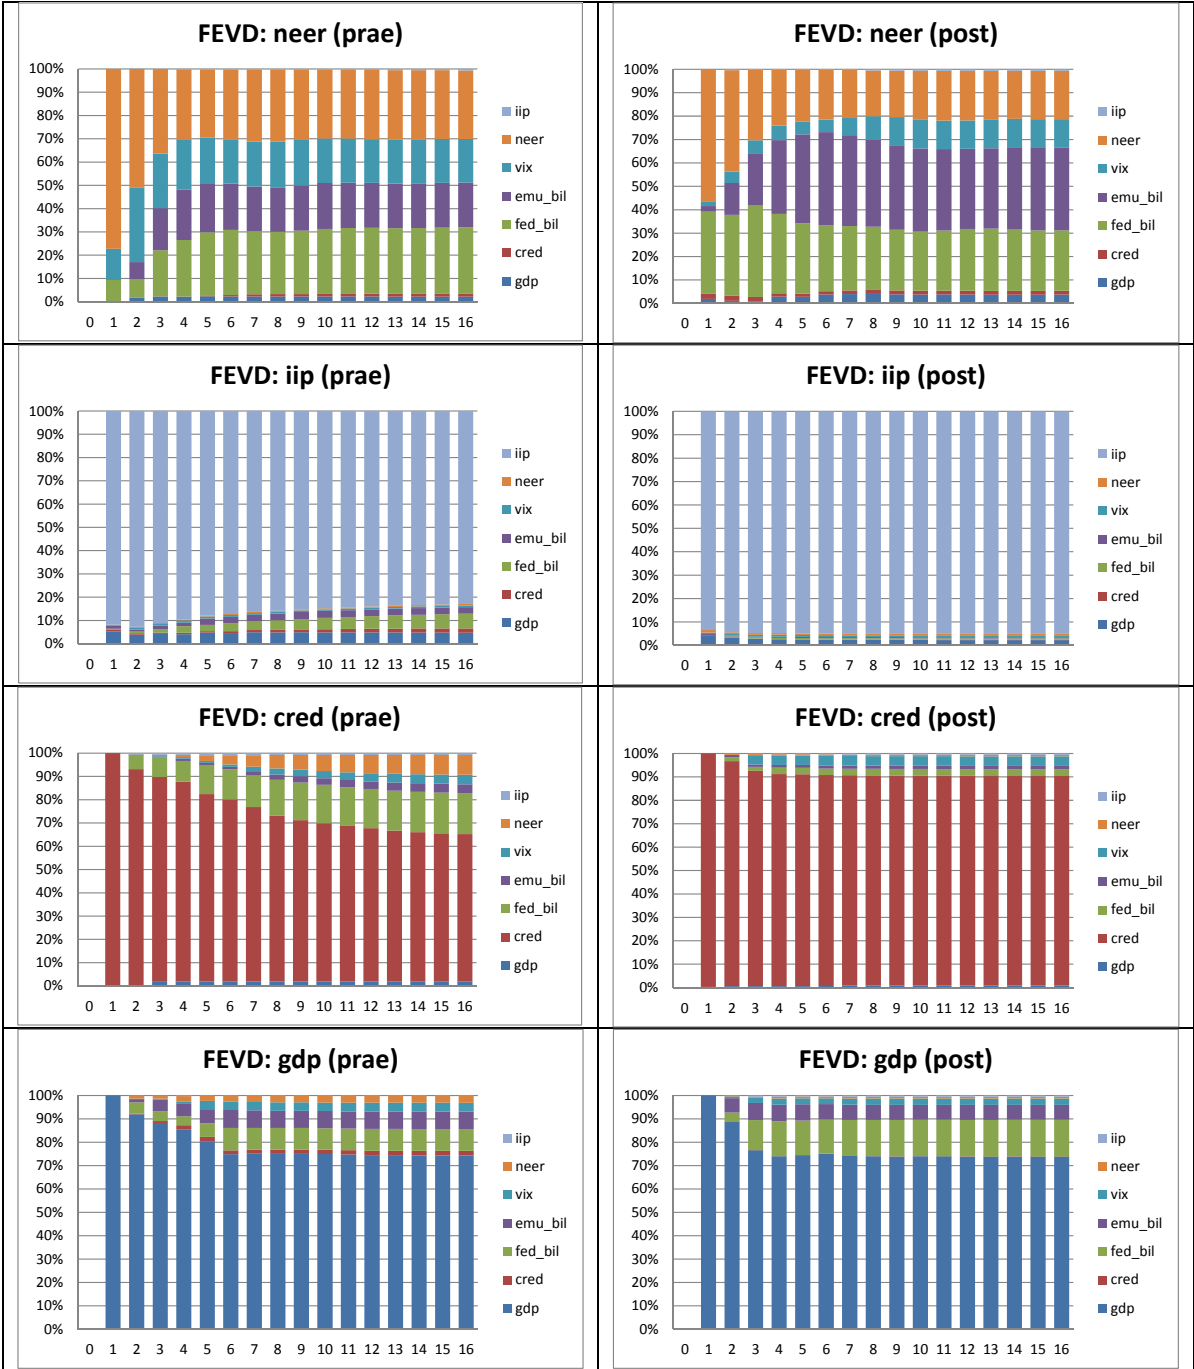 FEVD: neer (prae)
100%
90%
80%
70%
60%
50%
40%
30%
20%
10%
0%
0 1 2 3 4 5 6 7 8 9 10 11 12 13 14 15 16
iip
neer
vix
emu_bil
fed_bil
cred
gdp
FEVD: neer (post)
100%
90%
80%
70%
60%
50%
40%
30%
20%
10%
0%
0 1 2 3 4 5 6 7 8 9 10 11 12 13 14 15 16
iip
neer
vix
emu_bil
fed_bil
cred
gdp
FEVD: iip (prae)
100%
90%
80%
70%
60%
50%
40%
30%
20%
10%
0%
0 1 2 3 4 5 6 7 8 9 10 11 12 13 14 15 16
iip
neer
vix
emu_bil
fed_bil
cred
gdp
FEVD: iip (post)
100%
90%
80%
70%
60%
50%
40%
30%
20%
10%
0%
0 1 2 3 4 5 6 7 8 9 10 11 12 13 14 15 16
iip
neer
vix
emu_bil
fed_bil
cred
gdp
FEVD: cred (prae)
100%
90%
80%
70%
60%
50%
40%
30%
20%
10%
0%
0 1 2 3 4 5 6 7 8 9 10 11 12 13 14 15 16
iip
neer
vix
emu_bil
fed_bil
cred
gdp
FEVD: cred (post)
100%
90%
80%
70%
60%
50%
40%
30%
20%
10%
0%
0 1 2 3 4 5 6 7 8 9 10 11 12 13 14 15 16
iip
neer
vix
emu_bil
fed_bil
cred
gdp
FEVD: gdp (prae)
100%
90%
80%
70%
60%
50%
40%
30%
20%
10%
0%
0 1 2 3 4 5 6 7 8 9 10 11 12 13 14 15 16
iip
neer
vix
emu_bil
fed_bil
cred
gdp
FEVD: gdp (post)
100%
90%
80%
70%
60%
50%
40%
30%
20%
10%
0%
0 1 2 3 4 5 6 7 8 9 10 11 12 13 14 15 16
iip
neer
vix
emu_bil
fed_bil
cred
gdp